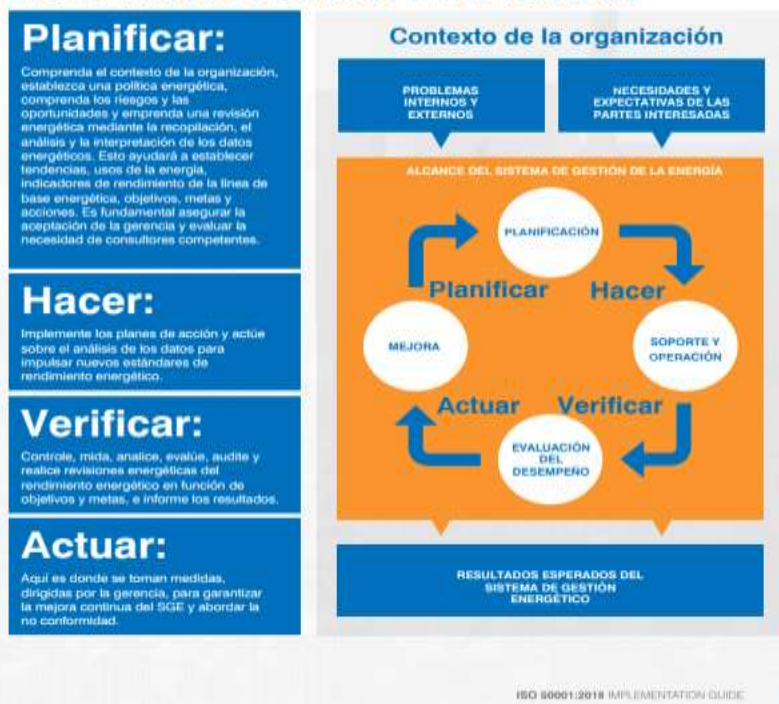 Planificar:
Comprenda el contexto de la organización,
establezca una política energética,
comprenda los riesgos y las
oportunidades y emprenda una revisión
energética mediante la recopilación, el
análisis y la interpretación de los datos
energéticos. Esto ayudará a establecer
tendencias, usos de la energía,
indicadores de rendimiento de la línea de
base energética, objetivos, metas y
acciones. Es fundamental asegurar la
aceptación de la gerencia y evaluar la
necesidad de consultores competentes.
Hacer:
Implemente los planes de acción y actúe
sobre el análisis de los datos para
impulsar nuevos estándares de
rendimiento energético.
Verificar:
Controle, mida, analice, evalúe, audite y
realice revisiones energéticas del
rendimiento energético en función de
objetivos y metas, e informe los resultados.
Actuar:
Aquí es donde se toman medidas,
dirigidas por la gerencia, para garantizar
la mejora continua del SGE y abordar la
no conformidad.
Contexto de la organización
PROBLEMAS
INTERNOS Y
EXTERNOS
NECESIDADES Y
EXPECTATIVAS DE LAS
PARTES INTERESADAS
ALCANCE DEL SISTEMA DE GESTIÓN DE LA ENERGÍA
PLANIFICACIÓN
Planificar
Hacer
MEJORA
SOPORTE Y
OPERACIÓN
Actuar
Verificar
EVALUACIÓN
DEL
DESEMPEÑO
RESULTADOS ESPERADOS DEL
SISTEMA DE GESTIÓN
ENERGÉTICO
ISO 50001:2018 IMPLEMENTATION GUIDE